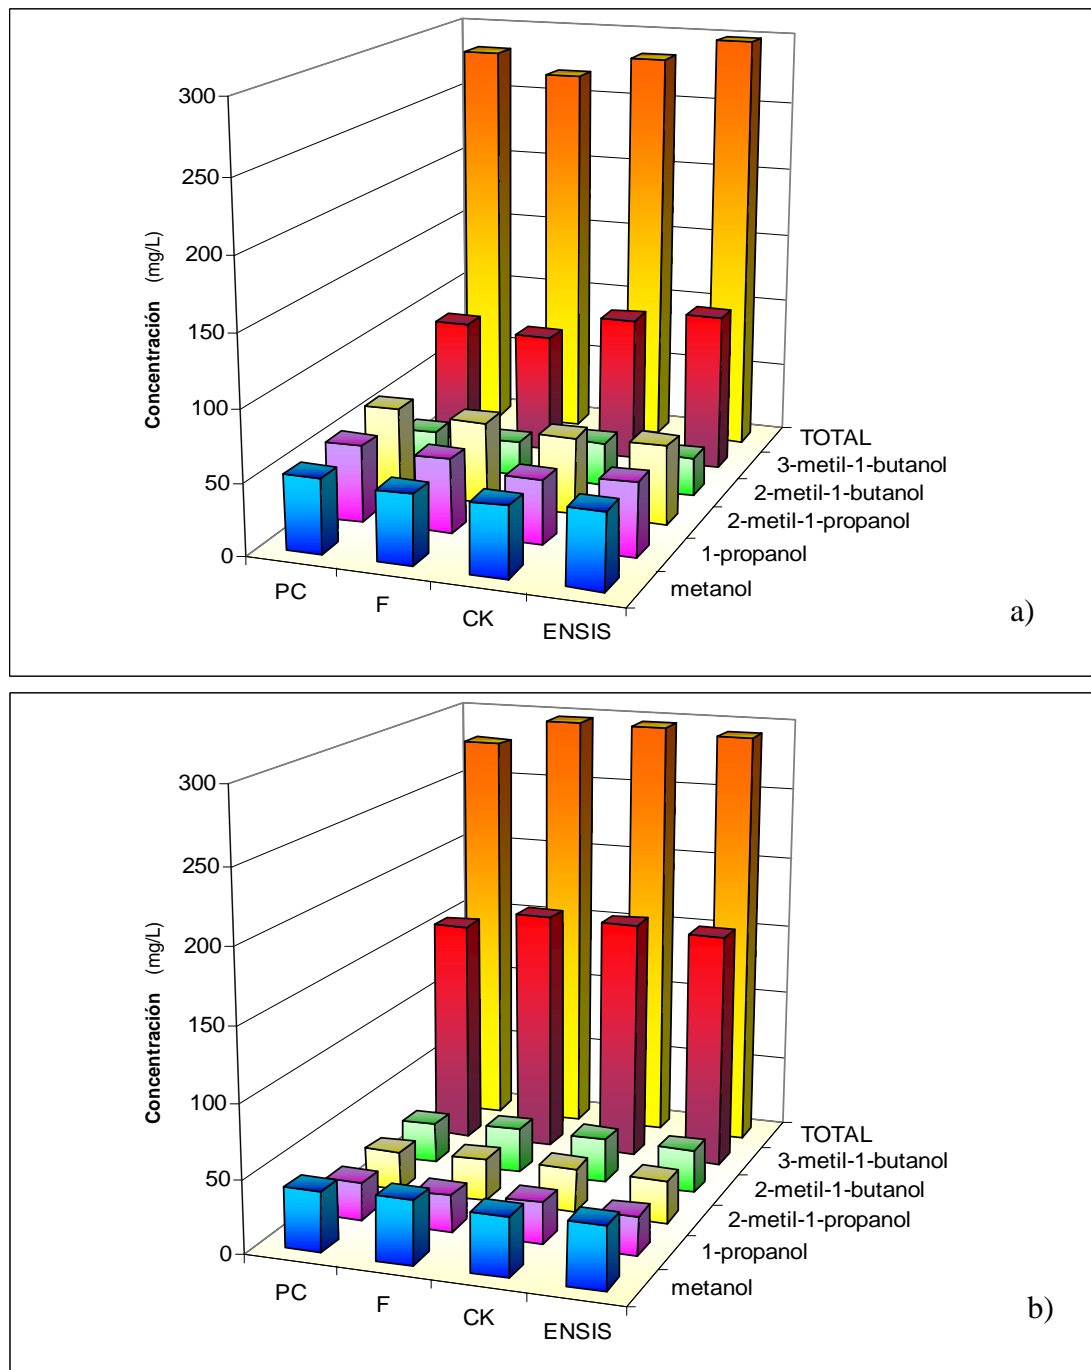 300
250
200
150
100
50
0
Concentración (mg/L)
PC
F
CK
ENSIS
TOTAL
3-metil-1-butanol
2-metil-1-butanol
2-metil-1-propanol
1-propanol
metanol
a)
300
250
200
150
100
50
0
Concentración (mg/L)
PC
F
CK
ENSIS
TOTAL
3-metil-1-butanol
2-metil-1-butanol
2-metil-1-propanol
1-propanol
metanol
b)